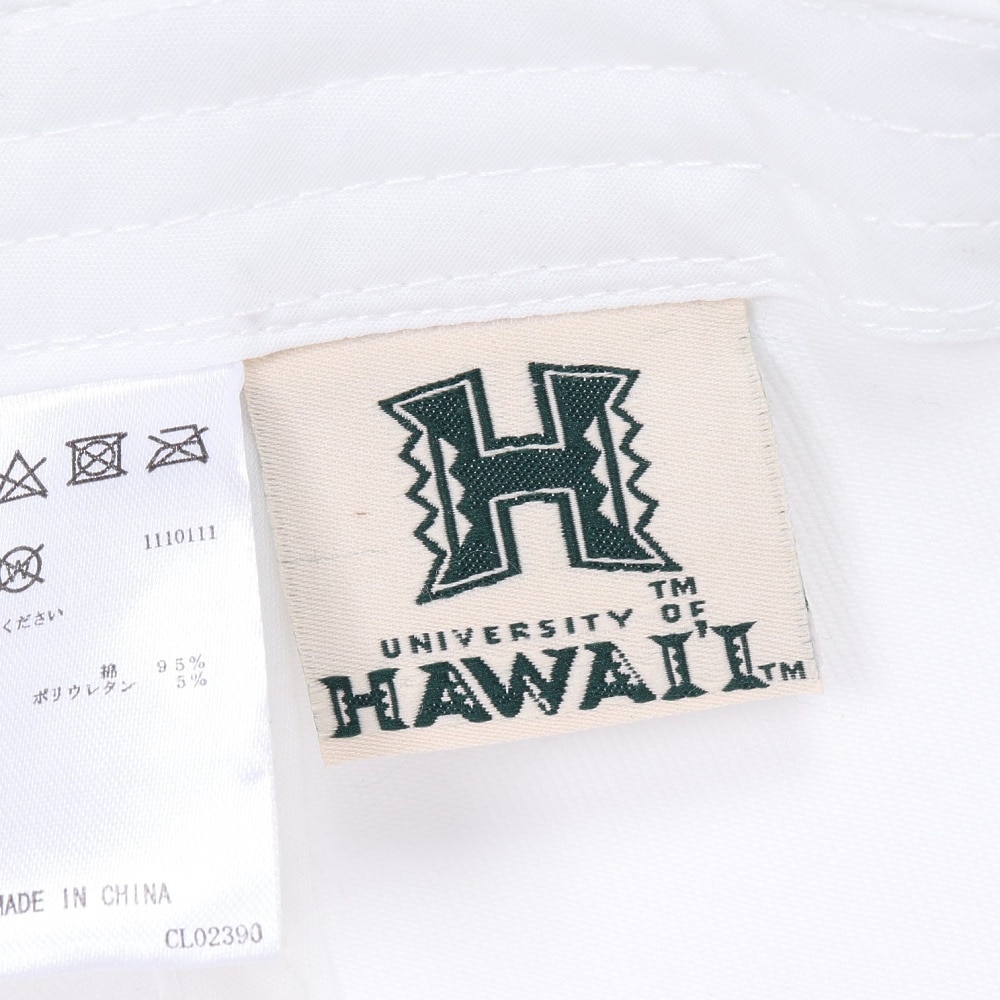 1110111
ください
綿 95%
ポリウレタン 5%
MADE IN CHINA
CL02390
H
TM
UNIVERSITY OF
HAWAI'I TM